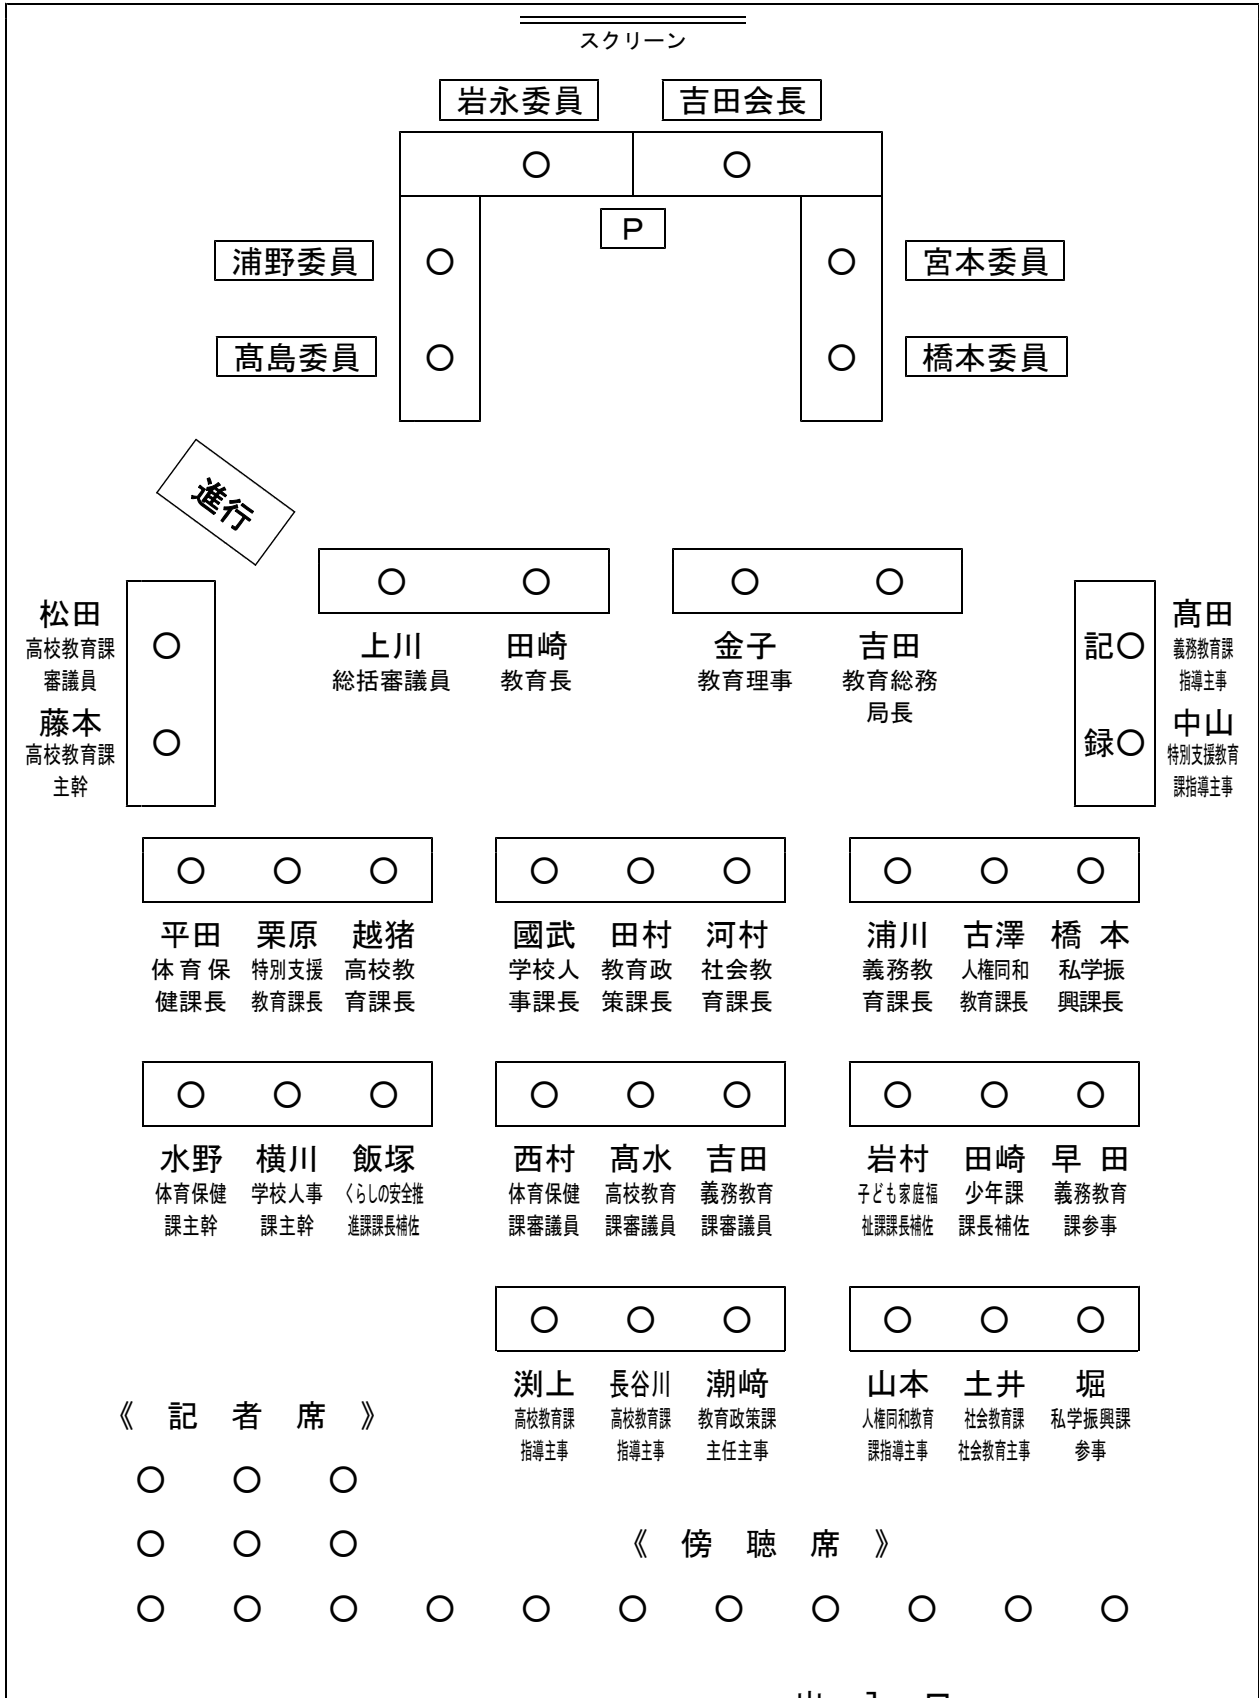 スクリーン
岩永委員 吉田会長
P
浦野委員 宮本委員
髙島委員 橋本委員
進行
松田
高校教育課
審議員
藤本
高校教育課
主幹
上川
総括審議員
田崎
教育長
金子
教育理事
吉田
教育総務
局長
記
録
髙田
義務教育課
指導主事
中山
特別支援教育
課指導主事
平田 栗原 越猪 國武 田村 河村 浦川 古澤 橋 本
体育保 特別支援 高校教 学校人 教育政 社会教 義務教 人権同和 私学振
健課長 教育課長 育課長 事課長 策課長 育課長 育課長 教育課長 興課長
水野 横川 飯塚 西村 髙水 吉田 岩村 田崎 早 田
体育保健 学校人事 くらしの安全推 体育保健 高校教育 義務教育 子ども家庭福 少年課 義務教育
課主幹 課主幹 進課課長補佐 課審議員 課審議員 課審議員 祉課課長補佐 課長補佐 課参事
渕上 長谷川 潮﨑 山本 土井 堀
高校教育課 高校教育課 教育政策課 人権同和教育 社会教育課 私学振興課
指導主事 指導主事 主任主事 課指導主事 社会教育主事 参事
《 記 者 席 》
《 傍 聴 席 》